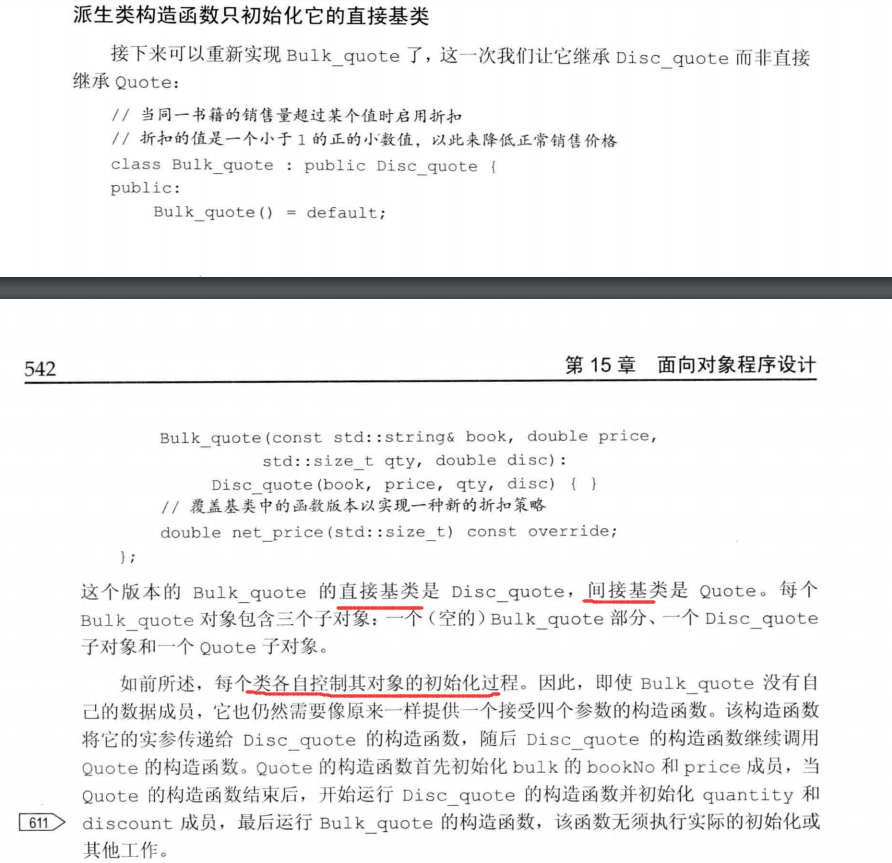 派生类构造函数只初始化它的直接基类
接下来可以重新实现 Bulk_quote 了，这一次我们让它继承 Disc_quote 而非直接
继承 Quote：
// 当同一书籍的销售量超过某个值时启用折扣
// 折扣的值是一个小于 1 的正的小数值，以此来降低正常销售价格
class Bulk_quote : public Disc_quote {
public:
Bulk_quote() = default;
542
第 15 章 面向对象程序设计
Bulk_quote(const std::string& book, double price,
std::size_t qty, double disc):
Disc_quote(book, price, qty, disc) { }
// 覆盖基类中的函数版本以实现一种新的折扣策略
double net_price(std::size_t) const override;
};
这个版本的 Bulk_quote 的直接基类是 Disc_quote，间接基类是 Quote。每个
Bulk_quote 对象包含三个子对象：一个（空的）Bulk_quote 部分、一个 Disc_quote
子对象和一个 Quote 子对象。
如前所述，每个类各自控制其对象的初始化过程。因此，即使 Bulk_quote 没有自
己的数据成员，它也仍然需要像原来一样提供一个接受四个参数的构造函数。该构造函数
将它的实参传递给 Disc_quote 的构造函数，随后 Disc_quote 的构造函数继续调用
Quote 的构造函数。Quote 的构造函数首先初始化 bulk 的 bookNo 和 price 成员，当
Quote 的构造函数结束后，开始运行 Disc_quote 的构造函数并初始化 quantity 和
611 discount 成员，最后运行 Bulk_quote 的构造函数，该函数无须执行实际的初始化或
其他工作。